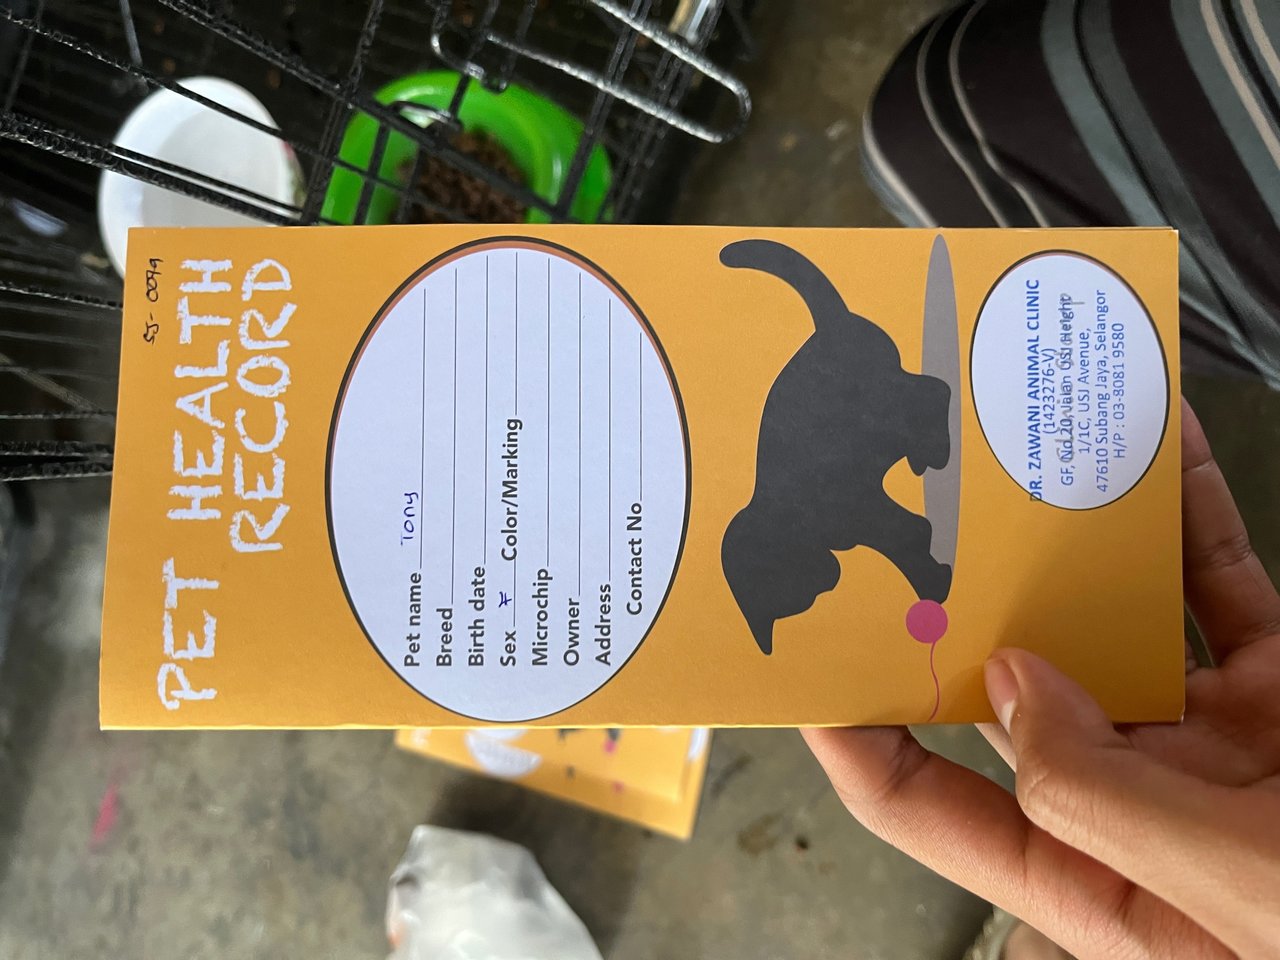 SJ-0099
PET HEALTH
RECORD
Pet name Tony
Breed
Birth date
Sex F Color/Marking
Microchip
Owner
Address
Contact No
DR. ZAWANI ANIMAL CLINIC
(1423276-V)
GF, No.20, Jalan USJ Height
1/1C, USJ Avenue,
47610 Subang Jaya, Selangor
H/P : 03-8081 9580